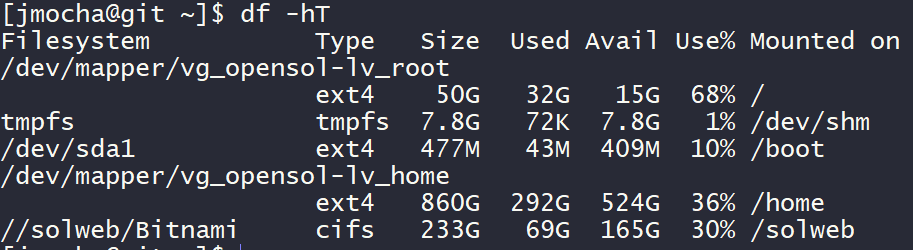 [jmocha@git ~]$ df -hT
Filesystem           Type   Size  Used Avail Use% Mounted on
/dev/mapper/vg_opensol-lv_root
                     ext4    50G   32G   15G  68% /
tmpfs                tmpfs  7.8G   72K  7.8G   1% /dev/shm
/dev/sda1            ext4   477M   43M  409M  10% /boot
/dev/mapper/vg_opensol-lv_home
                     ext4   860G  292G  524G  36% /home
//solweb/Bitnami     cifs   233G   69G  165G  30% /solweb
[jmocha@git ~]$